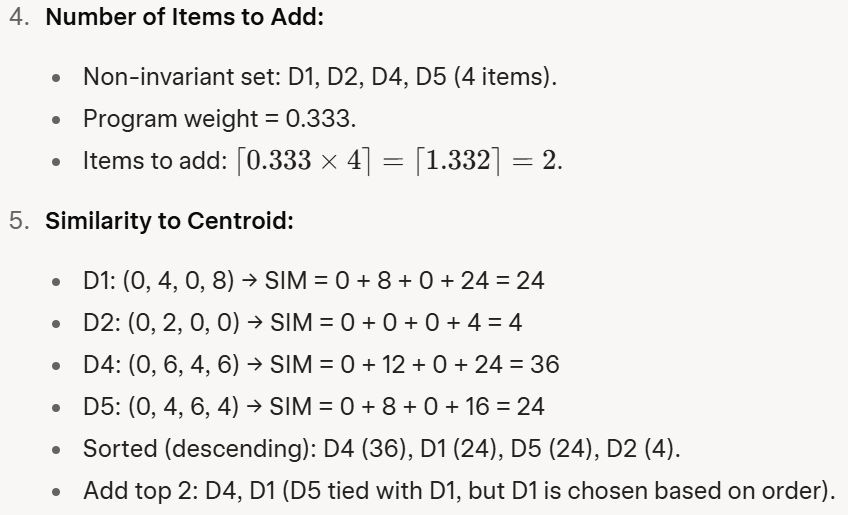 4. Number of Items to Add:
• Non-invariant set: D1, D2, D4, D5 (4 items).
• Program weight = 0.333.
• Items to add: ⌈0.333 × 4⌉ = ⌈1.332⌉ = 2.
5. Similarity to Centroid:
• D1: (0, 4, 0, 8) → SIM = 0 + 8 + 0 + 24 = 24
• D2: (0, 2, 0, 0) → SIM = 0 + 0 + 0 + 4 = 4
• D4: (0, 6, 4, 6) → SIM = 0 + 12 + 0 + 24 = 36
• D5: (0, 4, 6, 4) → SIM = 0 + 8 + 0 + 16 = 24
• Sorted (descending): D4 (36), D1 (24), D5 (24), D2 (4).
• Add top 2: D4, D1 (D5 tied with D1, but D1 is chosen based on order).